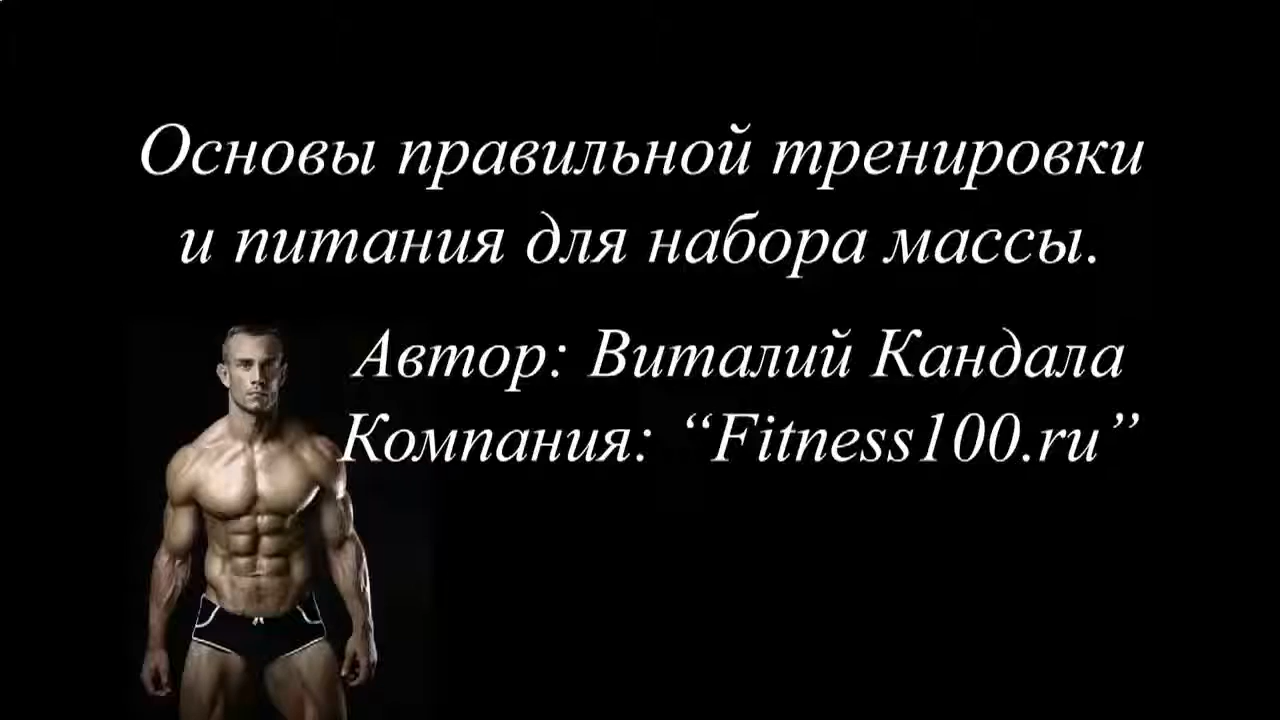 Основы правильной тренировки
и питания для набора массы.
Автор: Виталий Кандала
Компания: “Fitness100.ru”